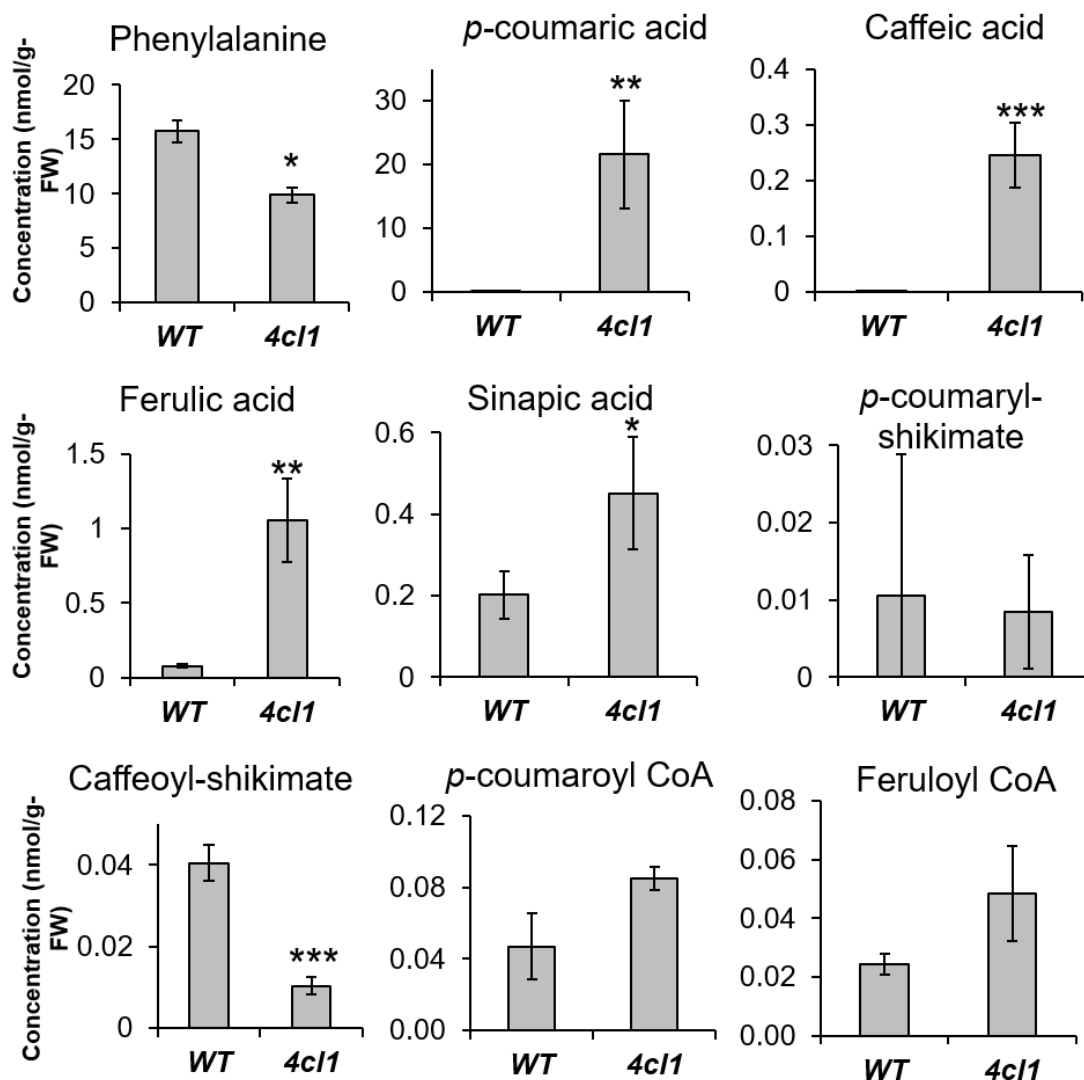 Phenylalanine
p-coumaric acid
Caffeic acid
Concentration (nmol/g-
FW)
20
15
10
5
0
*
WT
4cl1
30
20
10
0
**
WT
4cl1
0.4
0.3
0.2
0.1
0
***
WT
4cl1
Ferulic acid
Sinapic acid
p-coumaryl-
shikimate
Concentration (nmol/g-
FW)
1.5
1
0.5
0
**
WT
4cl1
0.6
0.4
0.2
0
*
WT
4cl1
0.03
0.02
0.01
0
WT
4cl1
Caffeoyl-shikimate
p-coumaroyl CoA
Feruloyl CoA
Concentration (nmol/g-
FW)
0.04
0.02
0
***
WT
4cl1
0.12
0.08
0.04
0.00
WT
4cl1
0.08
0.06
0.04
0.02
0.00
WT
4cl1